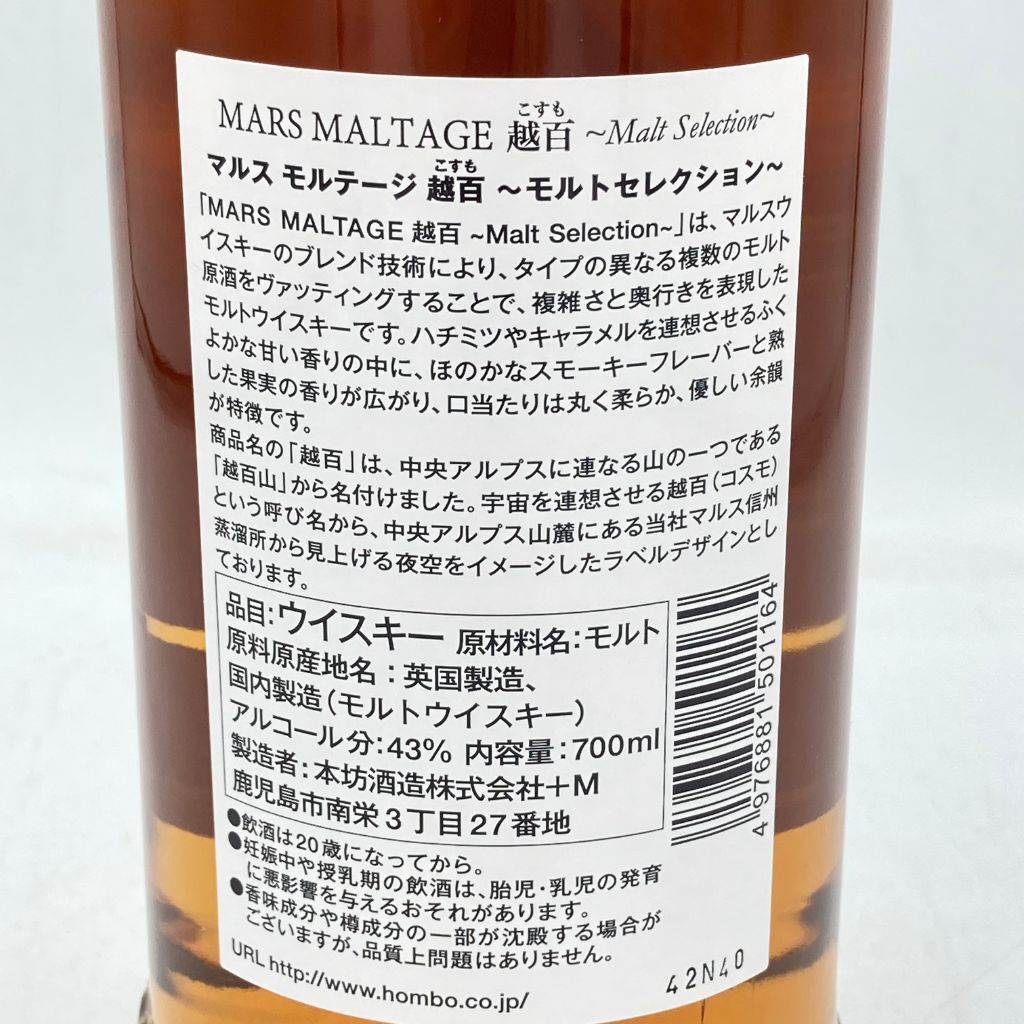 MARS MALTAGE 越百 ~Malt Selection~
こすも
マルス モルテージ 越百 ~モルトセレクション~
こすも
「MARS MALTAGE 越百 ~Malt Selection~」は、マルスウ
イスキーのブレンド技術により、タイプの異なる複数のモルト
原酒をヴァッティングすることで、複雑さと奥行きを表現した
モルトウイスキーです。ハチミツやキャラメルを連想させるふく
よかな甘い香りの中に、ほのかなスモーキーフレーバーと熟
した果実の香りが広がり、口当たりは丸く柔らか、優しい余韻
が特徴です。
商品名の「越百」は、中央アルプスに連なる山の一つである
「越百山」から名付けました。宇宙を連想させる越百(コスモ)
という呼び名から、中央アルプス山麓にある当社マルス信州
蒸溜所から見上げる夜空をイメージしたラベルデザインとし
ております。
品目:ウイスキー 原材料名:モルト
原料原産地名:英国製造、
国内製造(モルトウイスキー)
アルコール分:43% 内容量:700ml
製造者:本坊酒造株式会社+M
鹿児島市南栄3丁目27番地
4 976881 501164
●飲酒は20歳になってから。
●妊娠中や授乳期の飲酒は、胎児・乳児の発育
に悪影響を与えるおそれがあります。
●香味成分や樽成分の一部が沈殿する場合が
ございますが、品質上問題はありません。
URL http://www.hombo.co.jp/
42N40